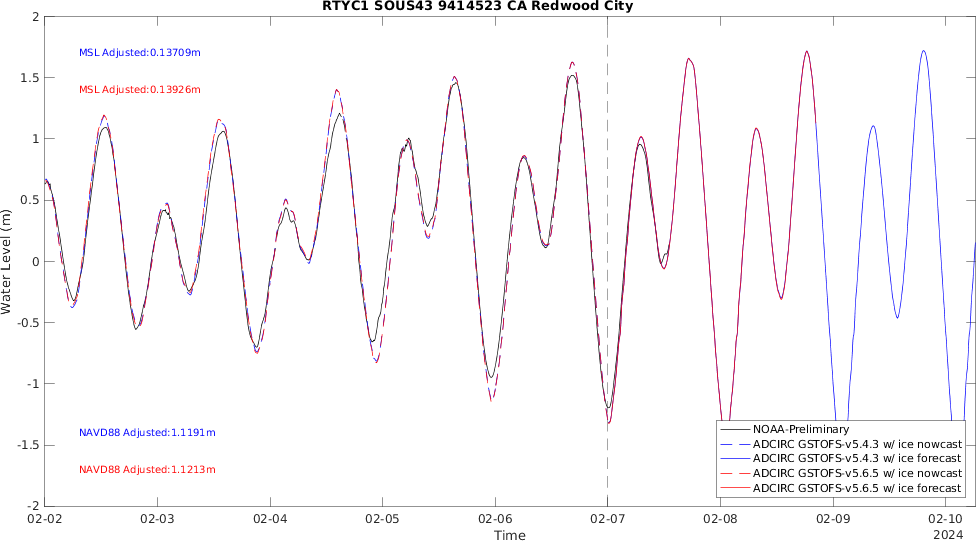 RTYC1 SOUS43 9414523 CA Redwood City
2
1.5
1
0.5
0
-0.5
-1
-1.5
-2
Water Level (m)
MSL Adjusted:0.13709m
MSL Adjusted:0.13926m
NAVD88 Adjusted:1.1191m
NAVD88 Adjusted:1.1213m
NOAA-Preliminary
ADCIRC GSTOFS-v5.4.3 w/ ice nowcast
ADCIRC GSTOFS-v5.4.3 w/ ice forecast
ADCIRC GSTOFS-v5.6.5 w/ ice nowcast
ADCIRC GSTOFS-v5.6.5 w/ ice forecast
02-02 02-03 02-04 02-05 02-06 02-07 02-08 02-09 02-10
2024
Time